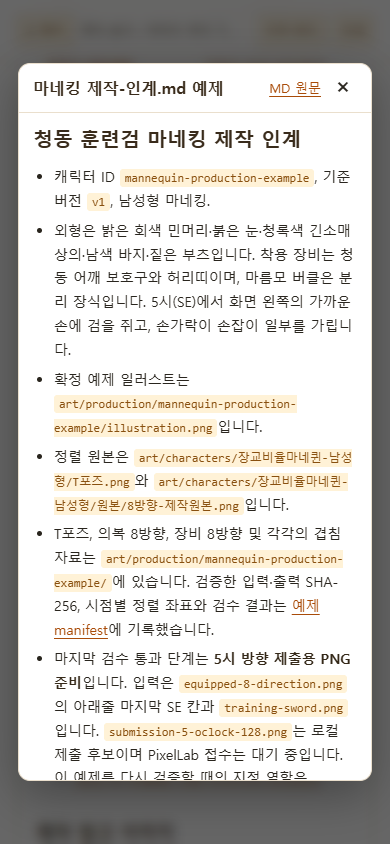 마네킹 제작-인계.md 예제
MD 원문 ✕
청동 훈련검 마네킹 제작 인계
• 캐릭터 ID mannequin-production-example, 기준
버전 v1, 남성형 마네킹.
• 외형은 밝은 회색 민머리·붉은 눈·청록색 긴소매
상의·남색 바지·짙은 부츠입니다. 착용 장비는 청
동 어깨 보호구와 허리띠이며, 마름모 버클은 분
리 장식입니다. 5시(SE)에서 화면 왼쪽의 가까운
손에 검을 쥐고, 손가락이 손잡이 일부를 가립니
다.
• 확정 예제 일러스트는
art/production/mannequin-production-
example/illustration.png 입니다.
• 정렬 원본은 art/characters/장교비율마네퀸-남성
형/T포즈.png 와 art/characters/장교비율마네퀸-
남성형/원본/8방향-제작원본.png 입니다.
• T포즈, 의복 8방향, 장비 8방향 및 각각의 겹침
자료는 art/production/mannequin-production-
example/ 에 있습니다. 검증한 입력·출력 SHA-
256, 시점별 정렬 좌표와 검수 결과는 예제
manifest에 기록했습니다.
• 마지막 검수 통과 단계는 5시 방향 제출용 PNG
준비입니다. 입력은 equipped-8-direction.png
의 아래줄 마지막 SE 칸과 training-sword.png
입니다. submission-5-oclock-128.png 는 로컬
제출 후보이며 PixelLab 접수는 대기 중입니다.
이 예제를 다시 검증할 때의 지정 역할은